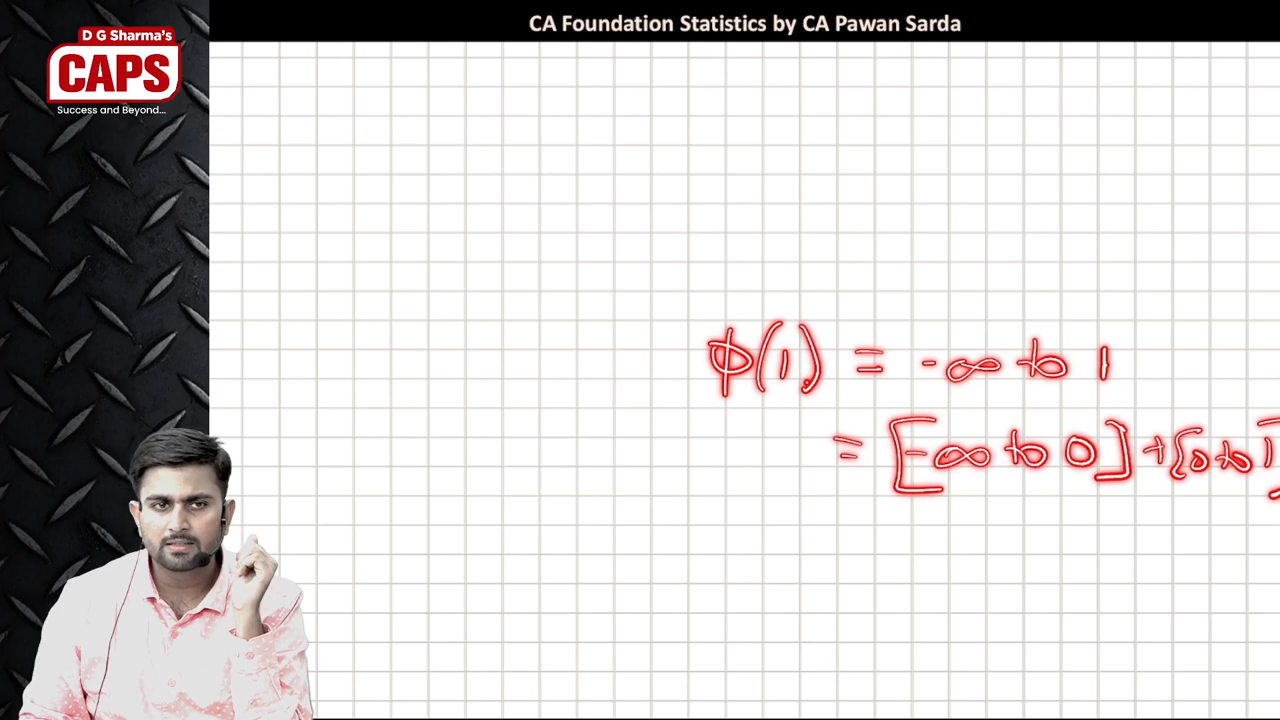 CA Foundation Statistics by CA Pawan Sarda
D G Sharma's
CAPS
Success and Beyond...
φ(1) = -∞ to 1
= [-∞ to 0] + [0 to 1]